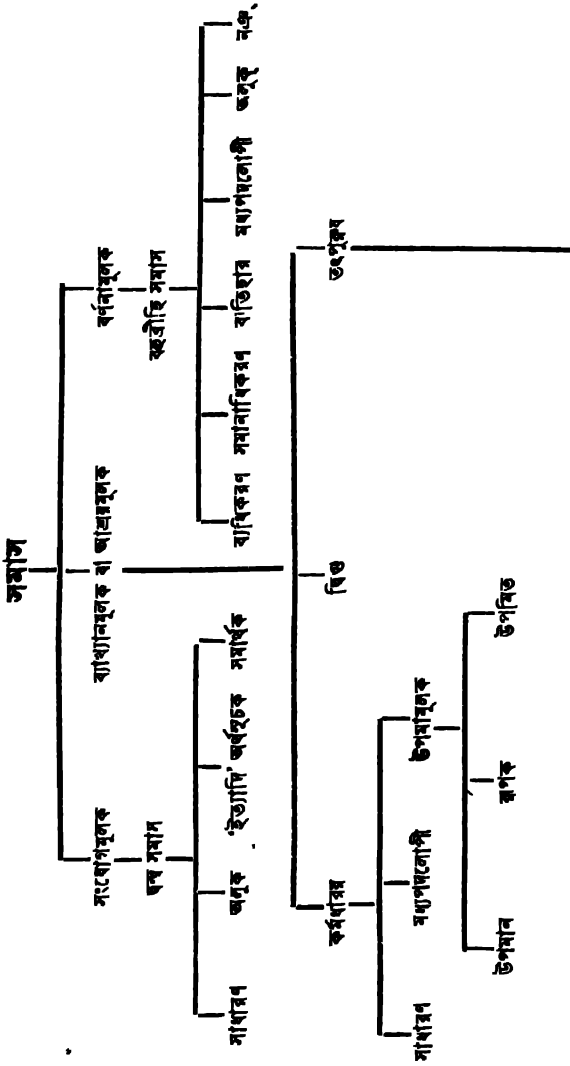 সমাস
সংযোগমূলক ব্যাখ্যানমূলক বা আশ্রয়মূলক বর্ণনামূলক
দ্বন্দ্ব সমাস বহুব্রীহি সমাস
সাধারণ অলুক্ 'ইত্যাদি' অর্থসূচক সমার্থক ব্যধিকরণ সমানাধিকরণ ব্যতিহার মধ্যপদলোপী অলুক্ নঞ্
কর্মধারয় দ্বিগু তৎপুরুষ
সাধারণ মধ্যপদলোপী উপমামূলক
উপমান রূপক উপমিত